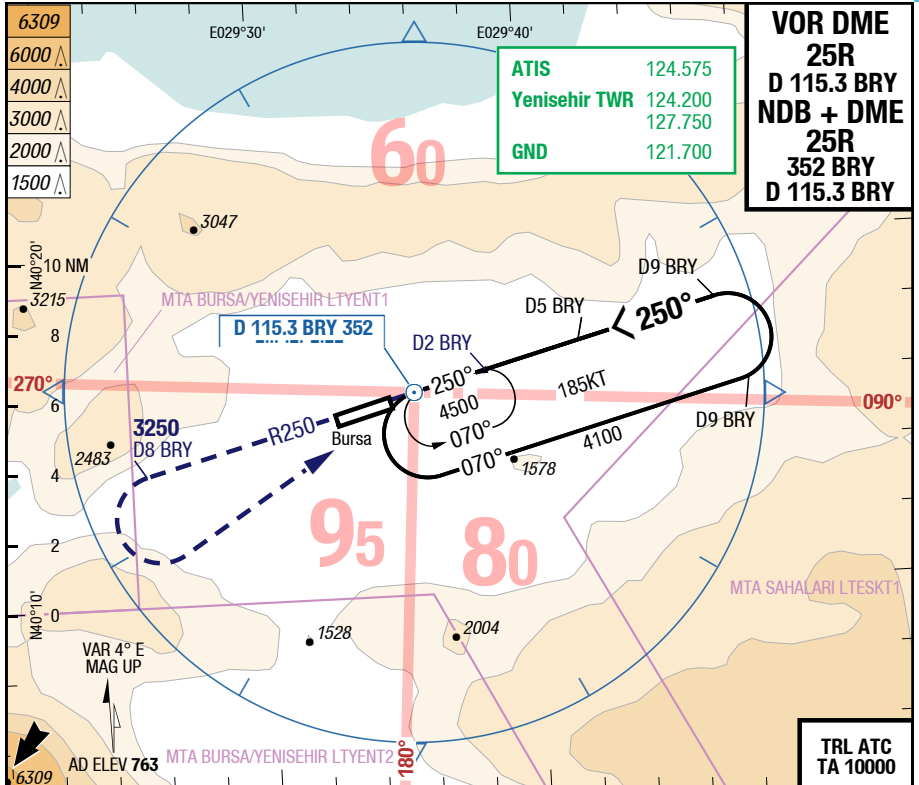 6309
6000
4000
3000
2000
1500
E029°30'
E029°40'
ATIS 124.575
Yenisehir TWR 124.200
127.750
GND 121.700
VOR DME
25R
D 115.3 BRY
NDB + DME
25R
352 BRY
D 115.3 BRY
60
3047
N40°20'
10 NM
3215
MTA BURSA/YENISEHIR LTYENT1
D9 BRY
D5 BRY
250°
8
D 115.3 BRY 352
D2 BRY
270°
250°
185KT
090°
6
4500
3250
D8 BRY
R250
Bursa
070°
D9 BRY
4100
2483
070°
1578
4
95
80
2
MTA SAHALARI LTESKT1
N40°10'
0
1528
2004
VAR 4° E
MAG UP
AD ELEV 763
MTA BURSA/YENISEHIR LTYENT2
180°
6309
TRL ATC
TA 10000